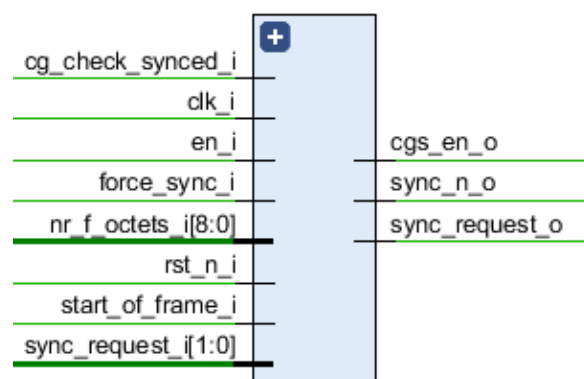 cg_check_synced_i
clk_i
en_i
force_sync_i
nr_f_octets_i[8:0]
rst_n_i
start_of_frame_i
sync_request_i[1:0]
cgs_en_o
sync_n_o
sync_request_o